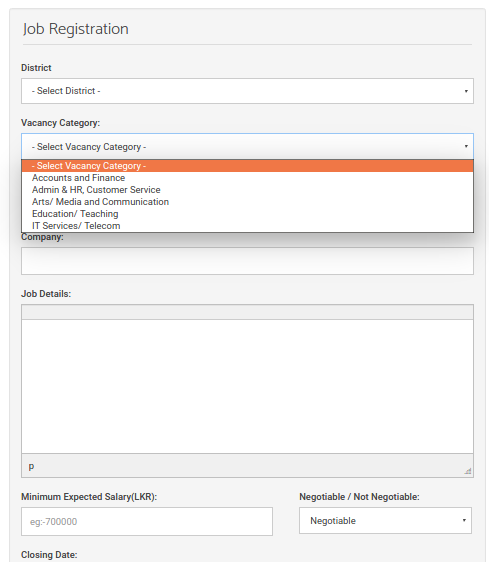 Job Registration
District
- Select District -
Vacancy Category:
- Select Vacancy Category -
- Select Vacancy Category -
Accounts and Finance
Admin & HR, Customer Service
Arts/ Media and Communication
Education/ Teaching
IT Services/ Telecom
Company:
Job Details:
p
Minimum Expected Salary(LKR):
Negotiable / Not Negotiable:
eg:-700000
Negotiable
Closing Date: